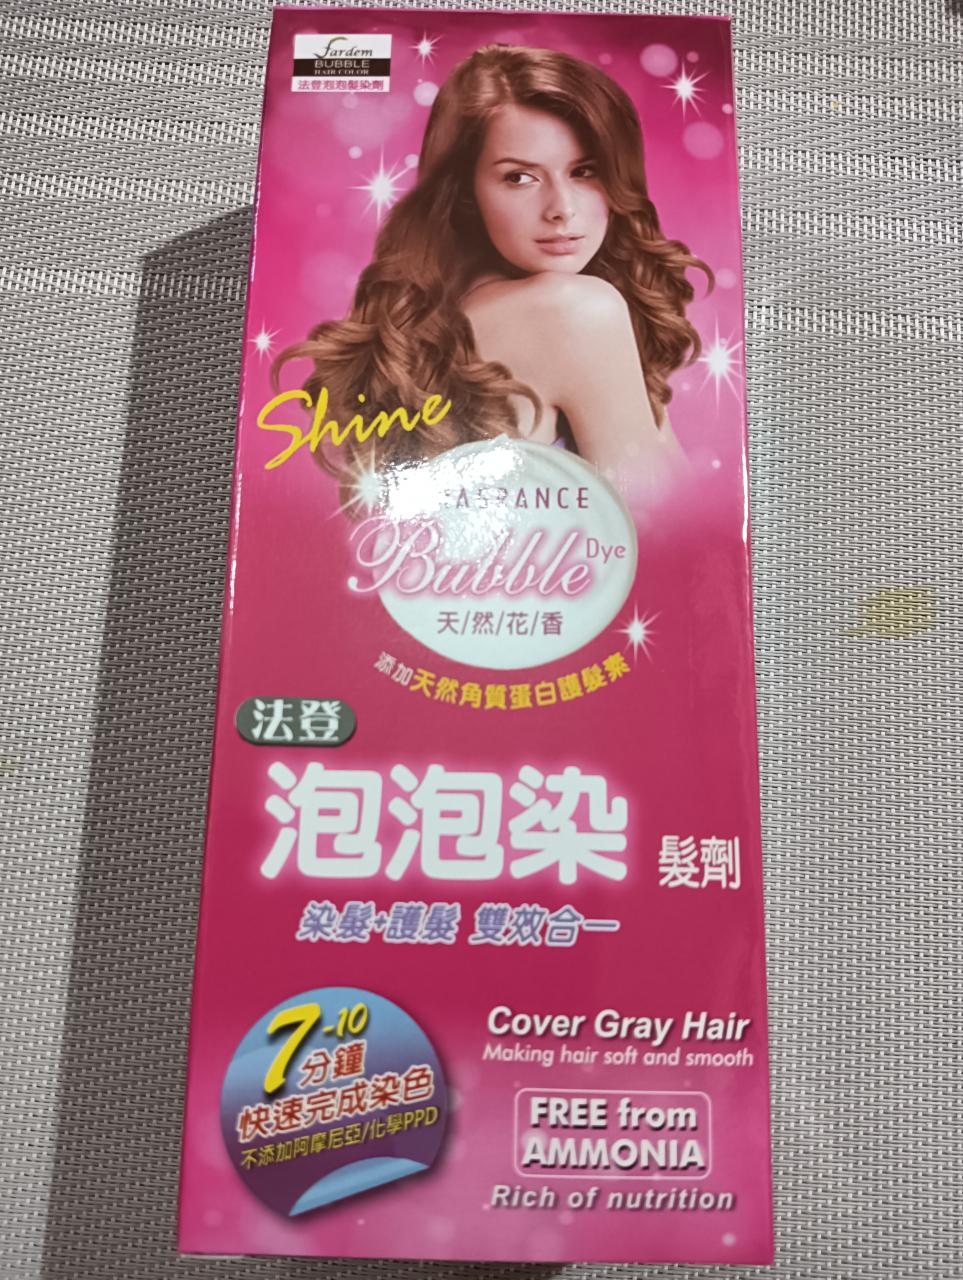 Fardem
BUBBLE
HAIR COLOR
法登泡泡髮染劑
Shine
Bubble Dye
天/然/花/香
添加天然角質蛋白護髮素
法登
泡泡染髮劑
染髮+護髮 雙效合一
7-10
分鐘
快速完成染色
不添加阿摩尼亞/化學PPD
Cover Gray Hair
Making hair soft and smooth
FREE from
AMMONIA
Rich of nutrition